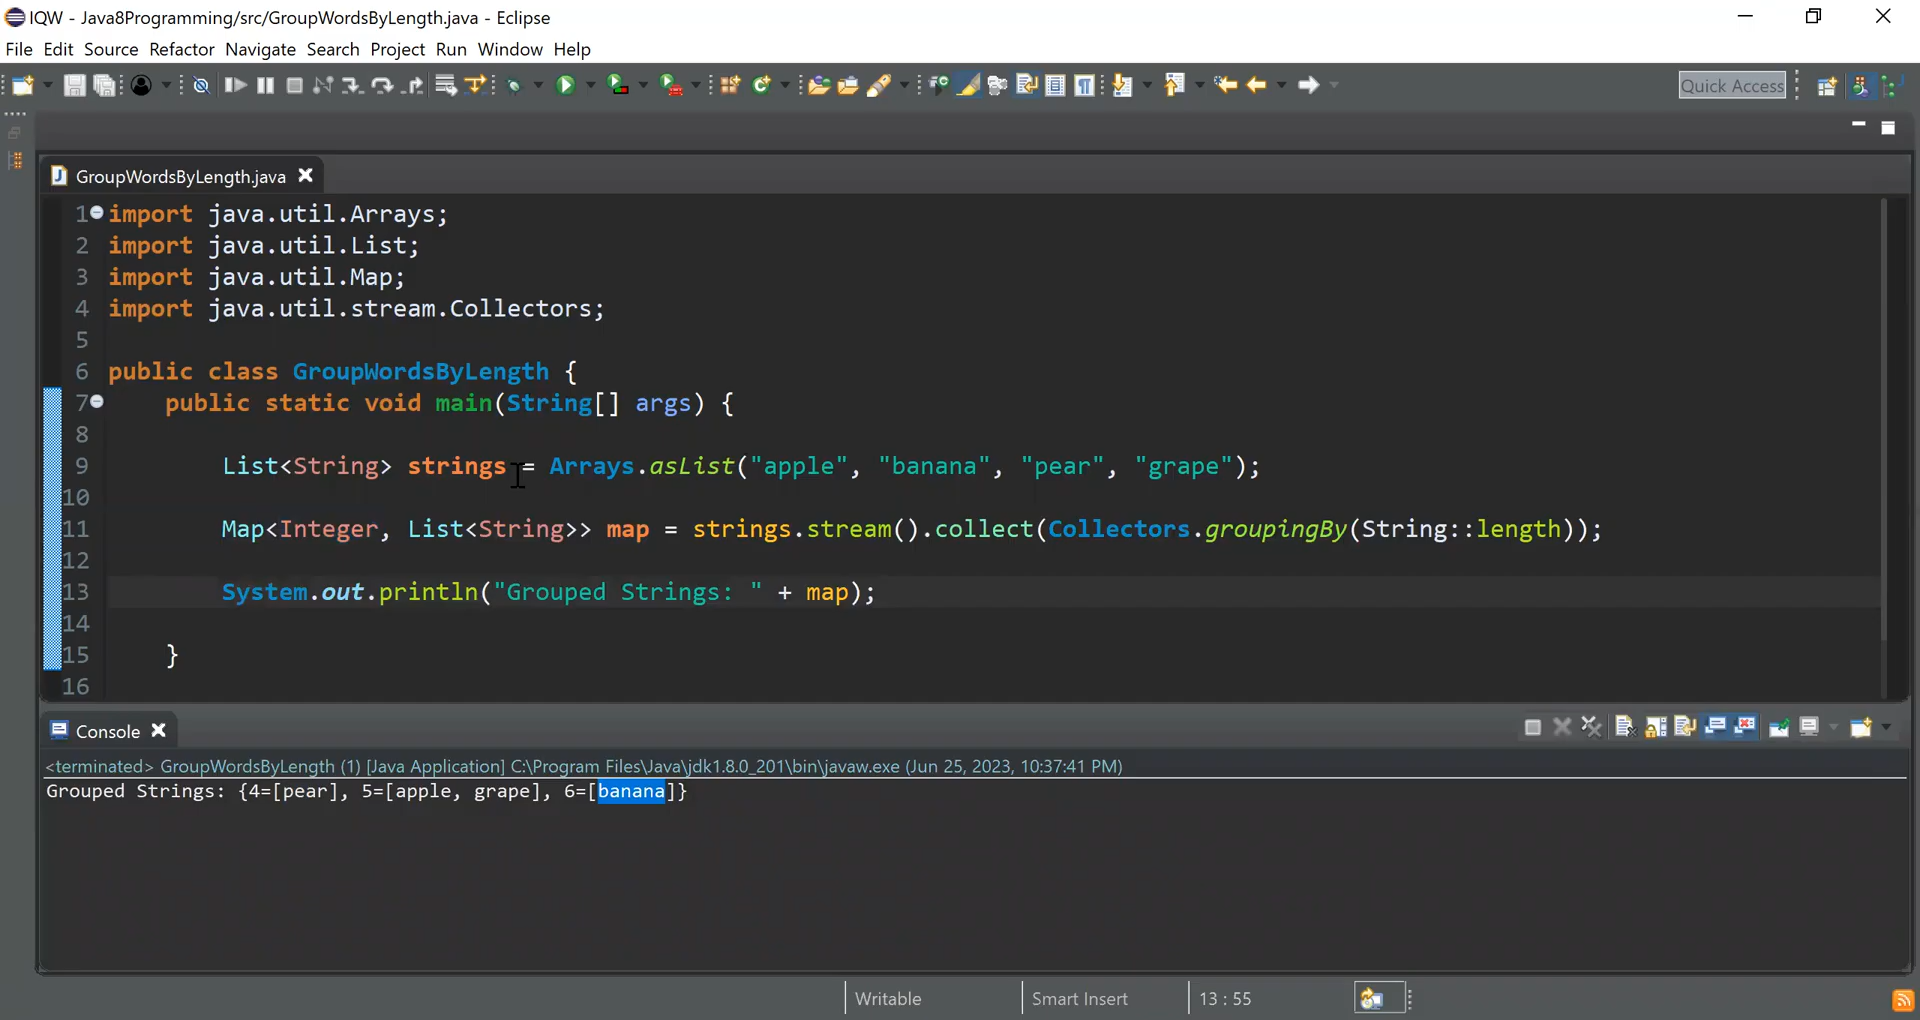 IQW - Java8Programming/src/GroupWordsByLength.java - Eclipse
File Edit Source Refactor Navigate Search Project Run Window Help
Quick Access
GroupWordsByLength.java
1 import java.util.Arrays;
2 import java.util.List;
3 import java.util.Map;
4 import java.util.stream.Collectors;
5
6 public class GroupWordsByLength {
7 public static void main(String[] args) {
8
9 List<String> strings = Arrays.asList("apple", "banana", "pear", "grape");
10
11 Map<Integer, List<String>> map = strings.stream().collect(Collectors.groupingBy(String::length));
12
13 System.out.println("Grouped Strings: " + map);
14
15 }
16
Console
<terminated> GroupWordsByLength (1) [Java Application] C:\Program Files\Java\jdk1.8.0_201\bin\javaw.exe (Jun 25, 2023, 10:37:41 PM)
Grouped Strings: {4=[pear], 5=[apple, grape], 6=[banana]}
Writable Smart Insert 13 : 55